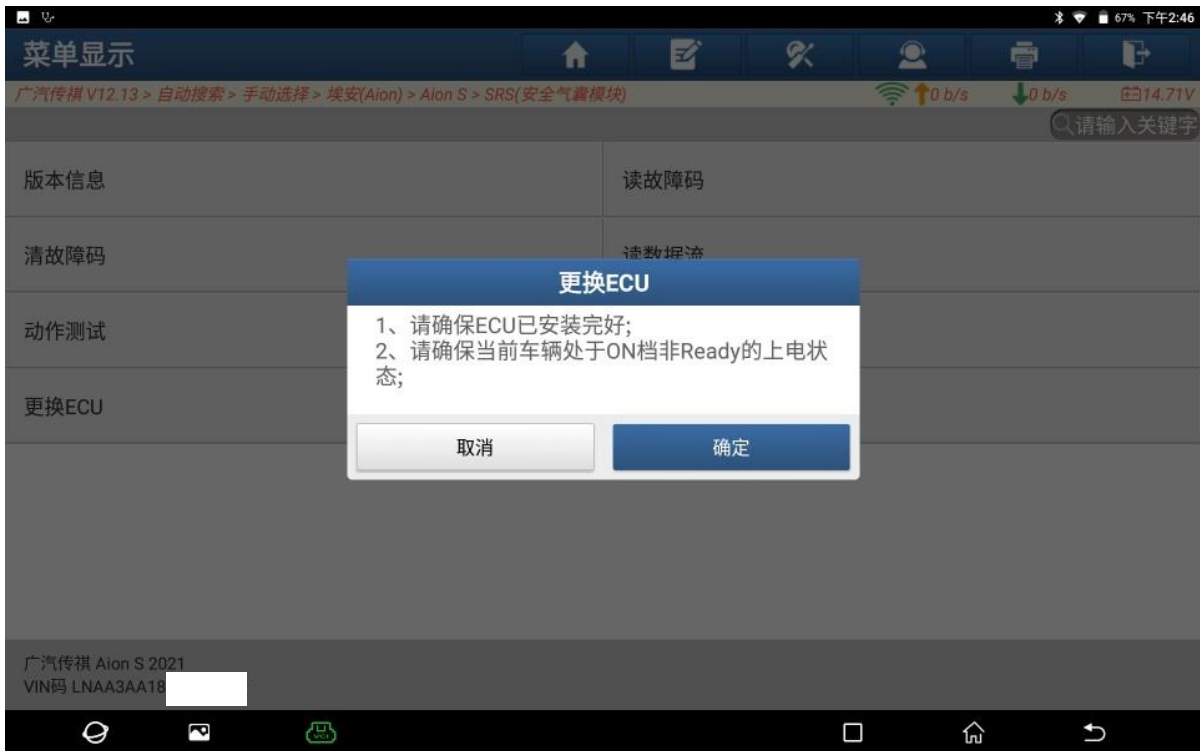 67% 下午2:46
菜单显示
广汽传祺 V12.13 > 自动搜索 > 手动选择 > 埃安(Aion) > Aion S > SRS(安全气囊模块)
0 b/s
0 b/s
14.71V
请输入关键字
版本信息
读故障码
清故障码
读数据流
动作测试
更换ECU
更换ECU
1、请确保ECU已安装完好;
2、请确保当前车辆处于ON档非Ready的上电状
态;
取消
确定
广汽传祺 Aion S 2021
VIN码 LNAA3AA18
VCI